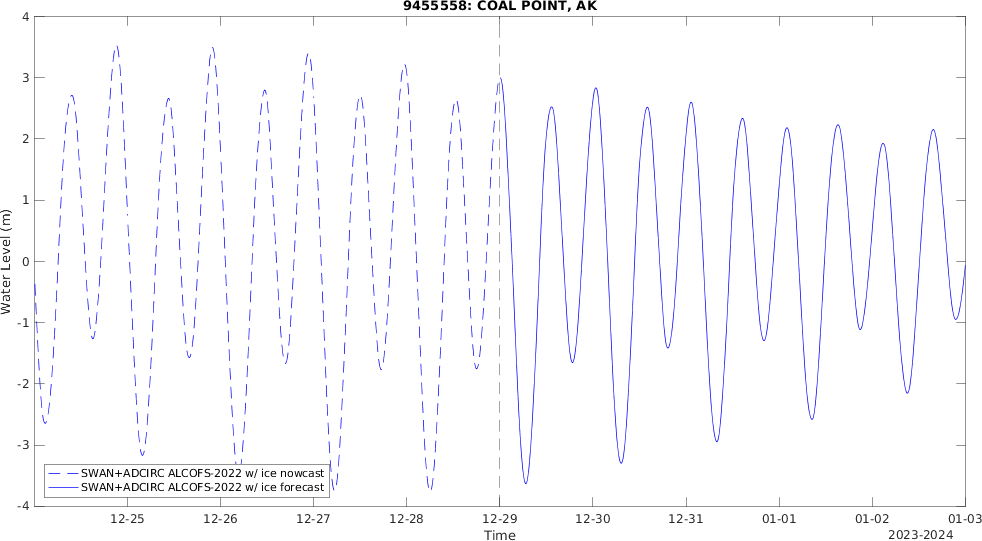 9455558: COAL POINT, AK
4
3
2
1
0
-1
-2
-3
-4
Water Level (m)
SWAN+ADCIRC ALCOFS-2022 w/ ice nowcast
SWAN+ADCIRC ALCOFS-2022 w/ ice forecast
12-25 12-26 12-27 12-28 12-29 12-30 12-31 01-01 01-02 01-03
Time
2023-2024